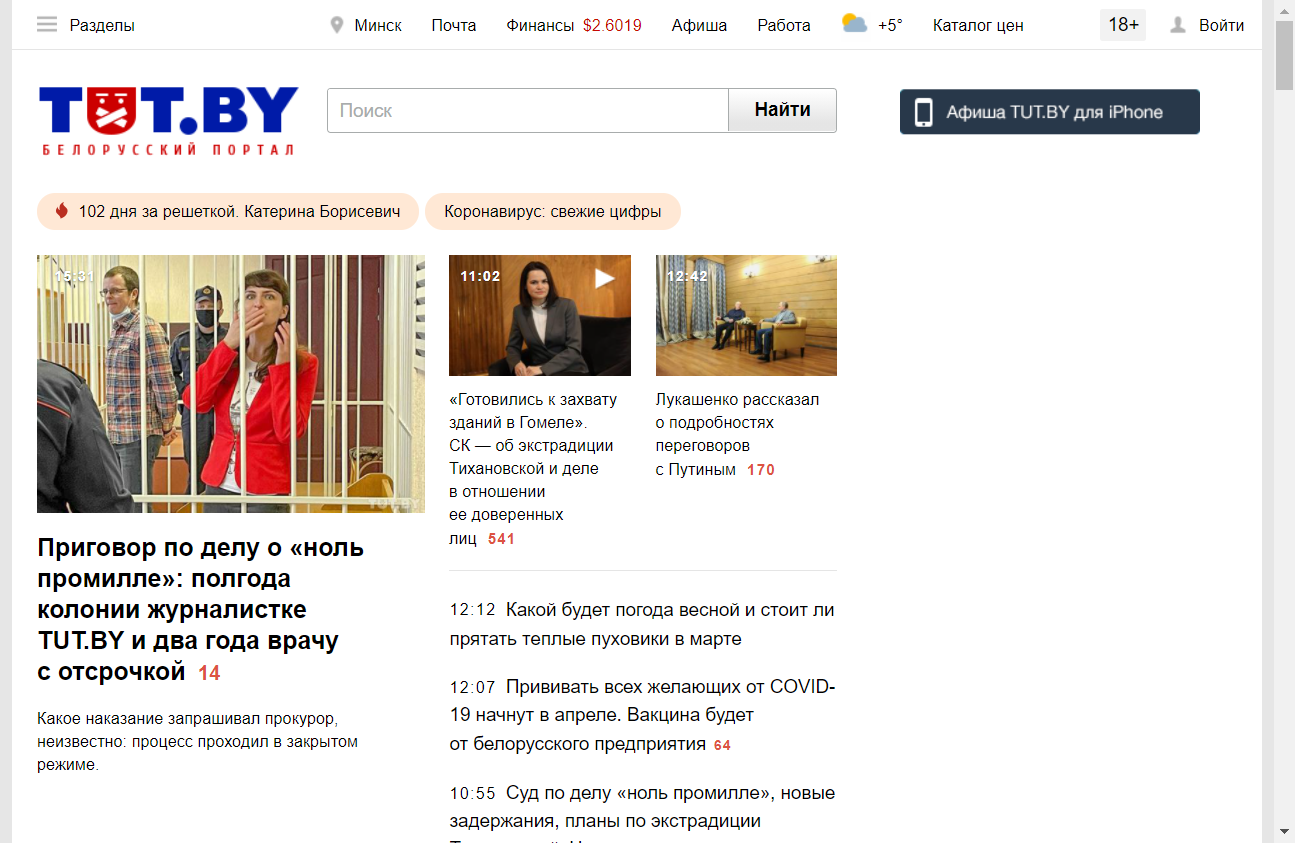 Разделы
Минск
Почта
Финансы $2.6019
Афиша
Работа
+5°
Каталог цен
18+
Войти
TUT.BY
БЕЛОРУССКИЙ ПОРТАЛ
Поиск
Найти
Афиша TUT.BY для iPhone
102 дня за решеткой. Катерина Борисевич
Коронавирус: свежие цифры
15:31
TUT.BY
Приговор по делу о «ноль
промилле»: полгода
колонии журналистке
TUT.BY и два года врачу
с отсрочкой 14
Какое наказание запрашивал прокурор,
неизвестно: процесс проходил в закрытом
режиме.
11:02
«Готовились к захвату
зданий в Гомеле».
СК — об экстрадиции
Тихановской и деле
в отношении
ее доверенных
лиц 541
12:42
Лукашенко рассказал
о подробностях
переговоров
с Путиным 170
12:12 Какой будет погода весной и стоит ли
прятать теплые пуховики в марте
12:07 Прививать всех желающих от COVID-
19 начнут в апреле. Вакцина будет
от белорусского предприятия 64
10:55 Суд по делу «ноль промилле», новые
задержания, планы по экстрадиции